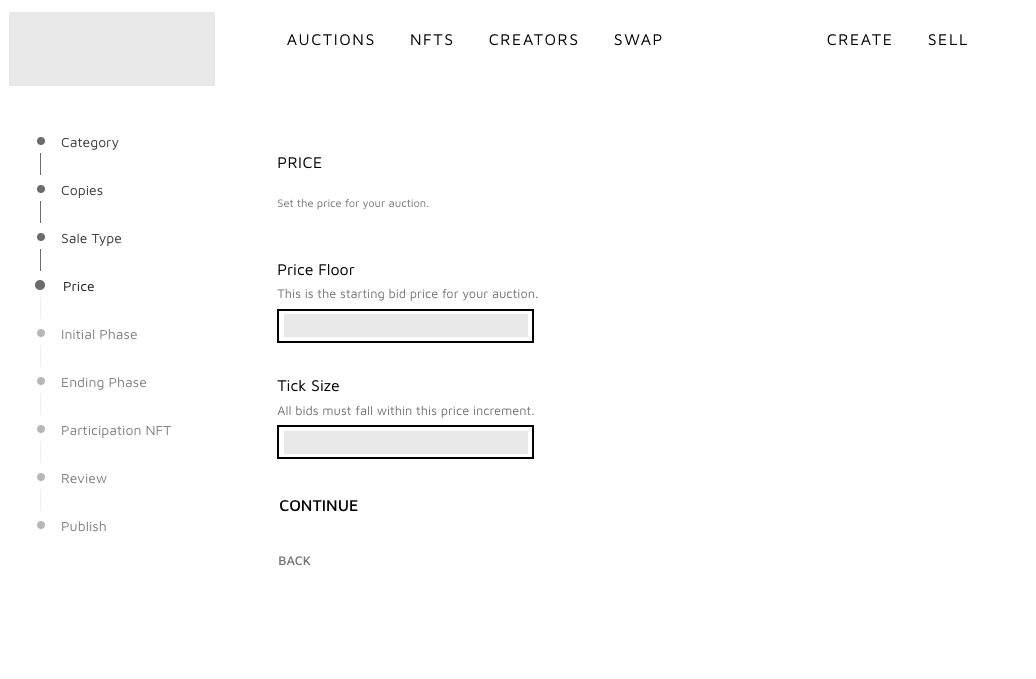 AUCTIONS NFTS CREATORS SWAP CREATE SELL
Category
Copies
Sale Type
Price
Initial Phase
Ending Phase
Participation NFT
Review
Publish
PRICE
Set the price for your auction.
Price Floor
This is the starting bid price for your auction.
Tick Size
All bids must fall within this price increment.
CONTINUE
BACK